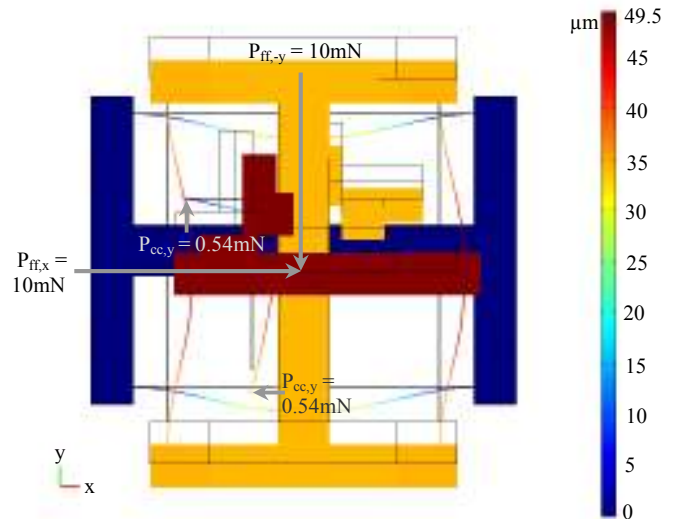 µm
49.5
P_ff,-y = 10mN
40
35
30
P_cc,y = 0.54mN
25
P_ff,x =
10mN
20
15
P_cc,y =
0.54mN
10
y
5
x
0